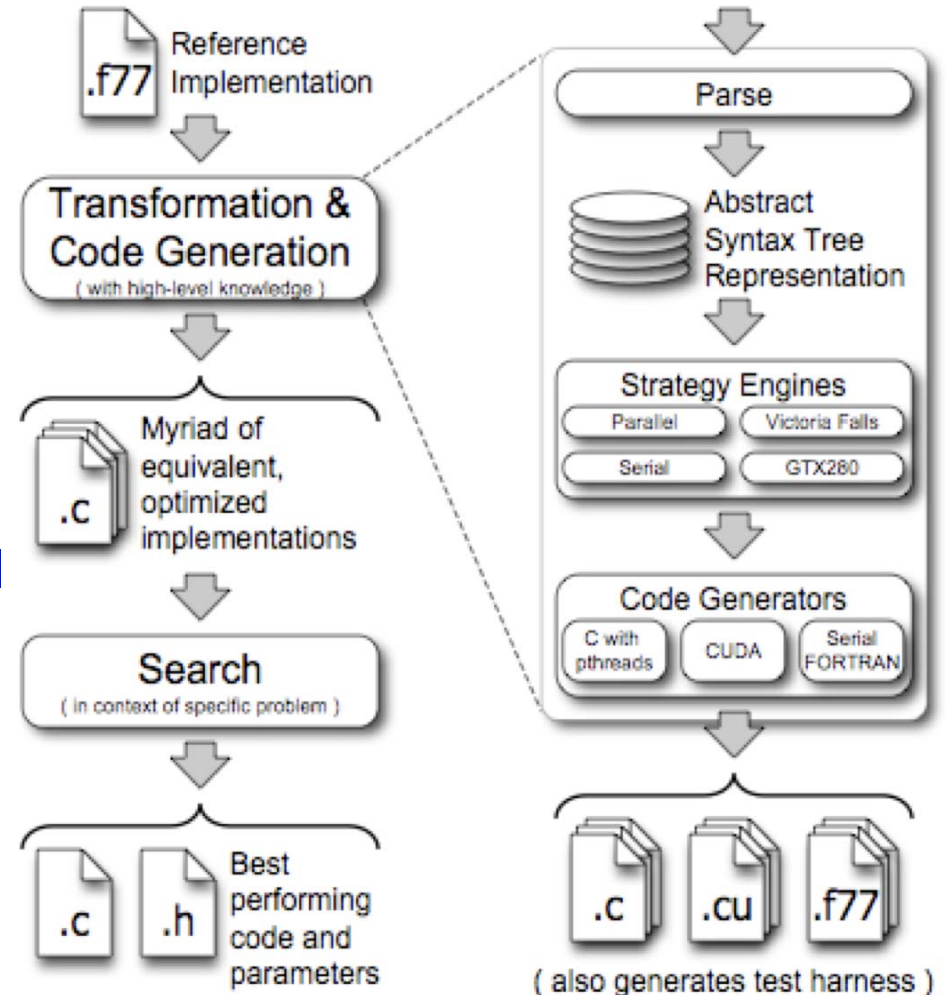 .f77
Reference
Implementation
Transformation &
Code Generation
( with high-level knowledge )
.c
Myriad of
equivalent,
optimized
implementations
Search
( in context of specific problem )
.c
.h
Best
performing
code and
parameters
Parse
Abstract
Syntax Tree
Representation
Strategy Engines
Parallel
Victoria Falls
Serial
GTX280
Code Generators
C with
pthreads
CUDA
Serial
FORTRAN
.c
.cu
.f77
( also generates test harness )